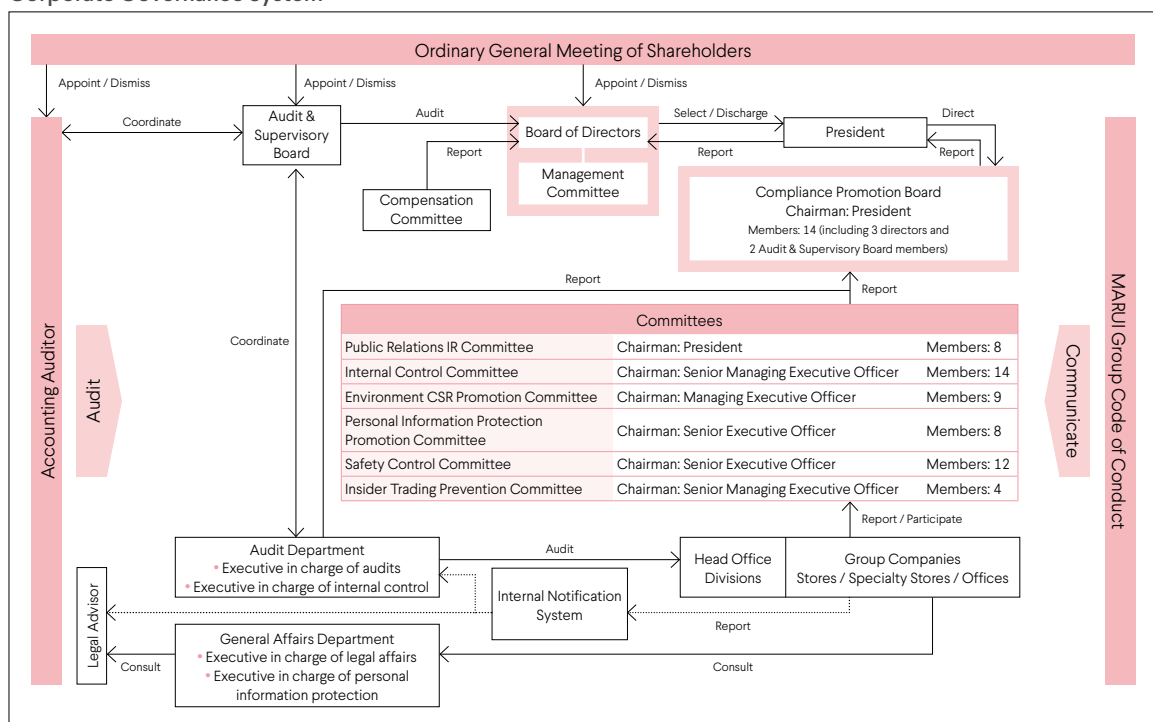 Corporate Governance System
Ordinary General Meeting of Shareholders
Appoint / Dismiss
Appoint / Dismiss
Appoint / Dismiss
Coordinate
Audit &
Supervisory
Board
Audit
Board of Directors
Select / Discharge
President
Direct
Report
Report
Report
Management
Committee
Compensation
Committee
Compliance Promotion Board
Chairman: President
Members: 14 (including 3 directors and
2 Audit & Supervisory Board members)
Report
Report
Coordinate
Accounting Auditor
Audit
Committees
Public Relations IR Committee Chairman: President Members: 8
Internal Control Committee Chairman: Senior Managing Executive Officer Members: 14
Environment CSR Promotion Committee Chairman: Managing Executive Officer Members: 9
Personal Information Protection
Promotion Committee Chairman: Senior Executive Officer Members: 8
Safety Control Committee Chairman: Senior Executive Officer Members: 12
Insider Trading Prevention Committee Chairman: Senior Managing Executive Officer Members: 4
Communicate
MARUI Group Code of Conduct
Report / Participate
Audit Department
• Executive in charge of audits
• Executive in charge of internal control
Audit
Head Office
Divisions
Group Companies
Stores / Specialty Stores / Offices
Internal Notification
System
Report
Legal Advisor
Consult
General Affairs Department
• Executive in charge of legal affairs
• Executive in charge of personal
information protection
Consult